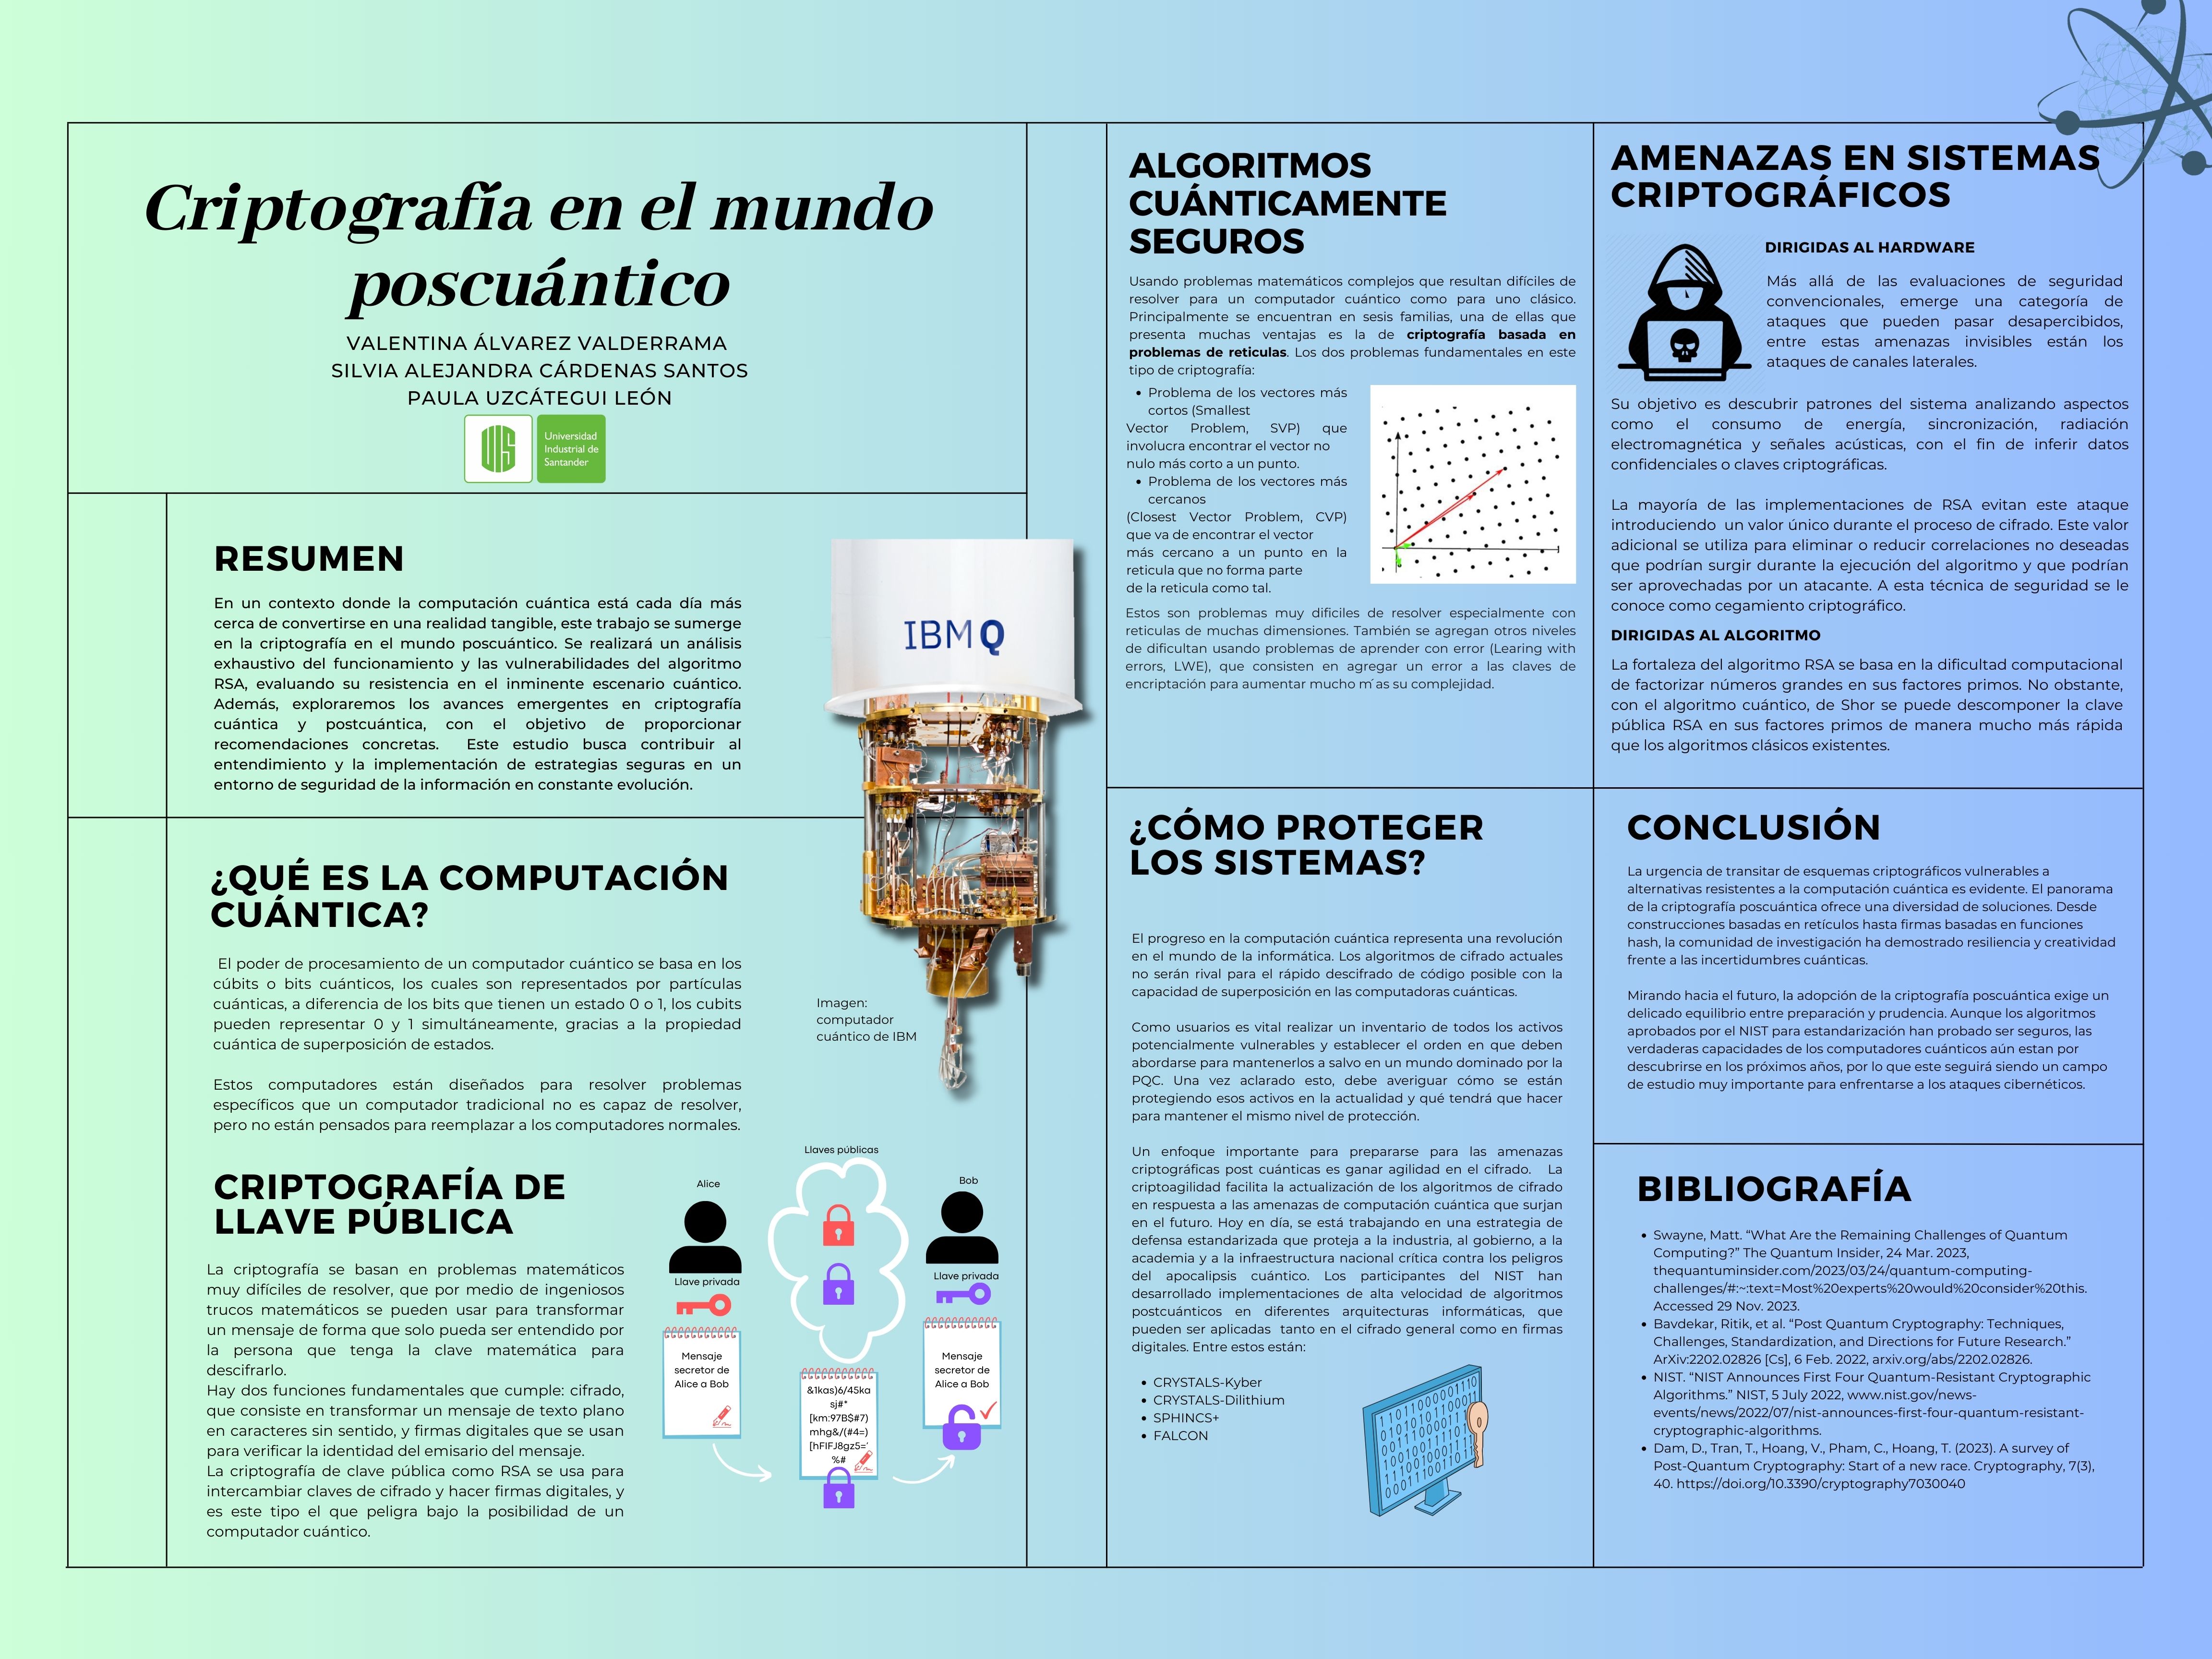 Criptografía en el mundo
poscuántico
VALENTINA ÁLVAREZ VALDERRAMA
SILVIA ALEJANDRA CÁRDENAS SANTOS
PAULA UZCÁTEGUI LEÓN
UIS
Universidad
Industrial de
Santander
RESUMEN
En un contexto donde la computación cuántica está cada día más
cerca de convertirse en una realidad tangible, este trabajo se sumerge
en la criptografía en el mundo poscuántico. Se realizará un análisis
exhaustivo del funcionamiento y las vulnerabilidades del algoritmo
RSA, evaluando su resistencia en el inminente escenario cuántico.
Además, exploraremos los avances emergentes en criptografía
cuántica y postcuántica, con el objetivo de proporcionar
recomendaciones concretas. Este estudio busca contribuir al
entendimiento y la implementación de estrategias seguras en un
entorno de seguridad de la información en constante evolución.
IBM Q
¿QUÉ ES LA COMPUTACIÓN
CUÁNTICA?
El poder de procesamiento de un computador cuántico se basa en los
cúbits o bits cuánticos, los cuales son representados por partículas
cuánticas, a diferencia de los bits que tienen un estado 0 o 1, los cubits
pueden representar 0 y 1 simultáneamente, gracias a la propiedad
cuántica de superposición de estados.
Estos computadores están diseñados para resolver problemas
específicos que un computador tradicional no es capaz de resolver,
pero no están pensados para reemplazar a los computadores normales.
Imagen:
computador
cuántico de IBM
CRIPTOGRAFÍA DE
LLAVE PÚBLICA
La criptografía se basan en problemas matemáticos
muy difíciles de resolver, que por medio de ingeniosos
trucos matemáticos se pueden usar para transformar
un mensaje de forma que solo pueda ser entendido por
la persona que tenga la clave matemática para
descifrarlo.
Hay dos funciones fundamentales que cumple: cifrado,
que consiste en transformar un mensaje de texto plano
en caracteres sin sentido, y firmas digitales que se usan
para verificar la identidad del emisario del mensaje.
La criptografía de clave pública como RSA se usa para
intercambiar claves de cifrado y hacer firmas digitales, y
es este tipo el que peligra bajo la posibilidad de un
computador cuántico.
Llaves públicas
Alice
Bob
Llave privada
Llave privada
Mensaje
secretor de
Alice a Bob
&1kas)6/45ka
sj#*
[km:97B$#7)
mhg&/(#4=)
[hFIFJ8gz5=´
%#
Mensaje
secretor de
Alice a Bob
ALGORITMOS
CUÁNTICAMENTE
SEGUROS
Usando problemas matemáticos complejos que resultan difíciles de
resolver para un computador cuántico como para uno clásico.
Principalmente se encuentran en sesis familias, una de ellas que
presenta muchas ventajas es la de criptografía basada en
problemas de reticulas. Los dos problemas fundamentales en este
tipo de criptografía:
• Problema de los vectores más
cortos (Smallest
Vector Problem, SVP) que
involucra encontrar el vector no
nulo más corto a un punto.
• Problema de los vectores más
cercanos
(Closest Vector Problem, CVP)
que va de encontrar el vector
más cercano a un punto en la
reticula que no forma parte
de la reticula como tal.
Estos son problemas muy dificiles de resolver especialmente con
reticulas de muchas dimensiones. También se agregan otros niveles
de dificultan usando problemas de aprender con error (Learing with
errors, LWE), que consisten en agregar un error a las claves de
encriptación para aumentar mucho m´as su complejidad.
¿CÓMO PROTEGER
LOS SISTEMAS?
El progreso en la computación cuántica representa una revolución
en el mundo de la informática. Los algoritmos de cifrado actuales
no serán rival para el rápido descifrado de código posible con la
capacidad de superposición en las computadoras cuánticas.
Como usuarios es vital realizar un inventario de todos los activos
potencialmente vulnerables y establecer el orden en que deben
abordarse para mantenerlos a salvo en un mundo dominado por la
PQC. Una vez aclarado esto, debe averiguar cómo se están
protegiendo esos activos en la actualidad y qué tendrá que hacer
para mantener el mismo nivel de protección.
Un enfoque importante para prepararse para las amenazas
criptográficas post cuánticas es ganar agilidad en el cifrado. La
criptoagilidad facilita la actualización de los algoritmos de cifrado
en respuesta a las amenazas de computación cuántica que surjan
en el futuro. Hoy en día, se está trabajando en una estrategia de
defensa estandarizada que proteja a la industria, al gobierno, a la
academia y a la infraestructura nacional crítica contra los peligros
del apocalipsis cuántico. Los participantes del NIST han
desarrollado implementaciones de alta velocidad de algoritmos
postcuánticos en diferentes arquitecturas informáticas, que
pueden ser aplicadas tanto en el cifrado general como en firmas
digitales. Entre estos están:
• CRYSTALS-Kyber
• CRYSTALS-Dilithium
• SPHINCS+
• FALCON
AMENAZAS EN SISTEMAS
CRIPTOGRÁFICOS
DIRIGIDAS AL HARDWARE
Más allá de las evaluaciones de seguridad
convencionales, emerge una categoría de
ataques que pueden pasar desapercibidos,
entre estas amenazas invisibles están los
ataques de canales laterales.
Su objetivo es descubrir patrones del sistema analizando aspectos
como el consumo de energía, sincronización, radiación
electromagnética y señales acústicas, con el fin de inferir datos
confidenciales o claves criptográficas.
La mayoría de las implementaciones de RSA evitan este ataque
introduciendo un valor único durante el proceso de cifrado. Este valor
adicional se utiliza para eliminar o reducir correlaciones no deseadas
que podrían surgir durante la ejecución del algoritmo y que podrían
ser aprovechadas por un atacante. A esta técnica de seguridad se le
conoce como cegamiento criptográfico.
DIRIGIDAS AL ALGORITMO
La fortaleza del algoritmo RSA se basa en la dificultad computacional
de factorizar números grandes en sus factores primos. No obstante,
con el algoritmo cuántico, de Shor se puede descomponer la clave
pública RSA en sus factores primos de manera mucho más rápida
que los algoritmos clásicos existentes.
CONCLUSIÓN
La urgencia de transitar de esquemas criptográficos vulnerables a
alternativas resistentes a la computación cuántica es evidente. El panorama
de la criptografía poscuántica ofrece una diversidad de soluciones. Desde
construcciones basadas en retículos hasta firmas basadas en funciones
hash, la comunidad de investigación ha demostrado resiliencia y creatividad
frente a las incertidumbres cuánticas.
Mirando hacia el futuro, la adopción de la criptografía poscuántica exige un
delicado equilibrio entre preparación y prudencia. Aunque los algoritmos
aprobados por el NIST para estandarización han probado ser seguros, las
verdaderas capacidades de los computadores cuánticos aún estan por
descubrirse en los próximos años, por lo que este seguirá siendo un campo
de estudio muy importante para enfrentarse a los ataques cibernéticos.
BIBLIOGRAFÍA
• Swayne, Matt. “What Are the Remaining Challenges of Quantum
Computing?” The Quantum Insider, 24 Mar. 2023,
thequantuminsider.com/2023/03/24/quantum-computing-
challenges/#:~:text=Most%20experts%20would%20consider%20this.
Accessed 29 Nov. 2023.
• Bavdekar, Ritik, et al. “Post Quantum Cryptography: Techniques,
Challenges, Standardization, and Directions for Future Research.”
ArXiv:2202.02826 [Cs], 6 Feb. 2022, arxiv.org/abs/2202.02826.
• NIST. “NIST Announces First Four Quantum-Resistant Cryptographic
Algorithms.” NIST, 5 July 2022, www.nist.gov/news-
events/news/2022/07/nist-announces-first-four-quantum-resistant-
cryptographic-algorithms.
• Dam, D., Tran, T., Hoang, V., Pham, C., Hoang, T. (2023). A survey of
Post-Quantum Cryptography: Start of a new race. Cryptography, 7(3),
40. https://doi.org/10.3390/cryptography7030040